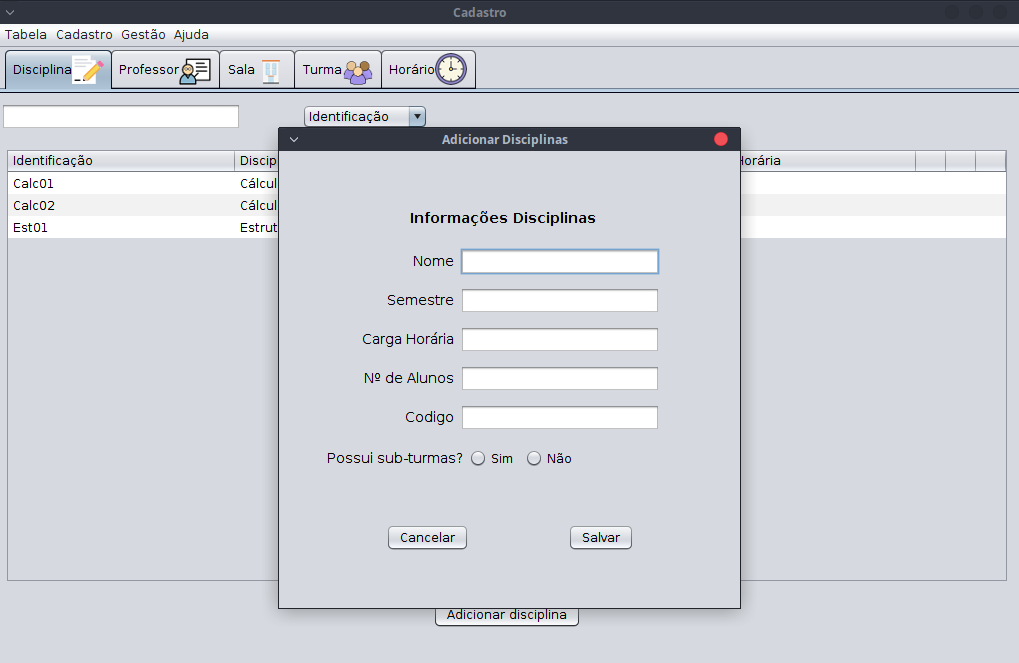 Cadastro
Tabela Cadastro Gestão Ajuda
Disciplina Professor Sala Turma Horário
Identificação
Adicionar Disciplinas
Identificação Discip Horária
Calc01 Cálcul
Calc02 Cálcul
Est01 Estrut
Informações Disciplinas
Nome
Semestre
Carga Horária
Nº de Alunos
Codigo
Possui sub-turmas? Sim Não
Cancelar Salvar
Adicionar disciplina